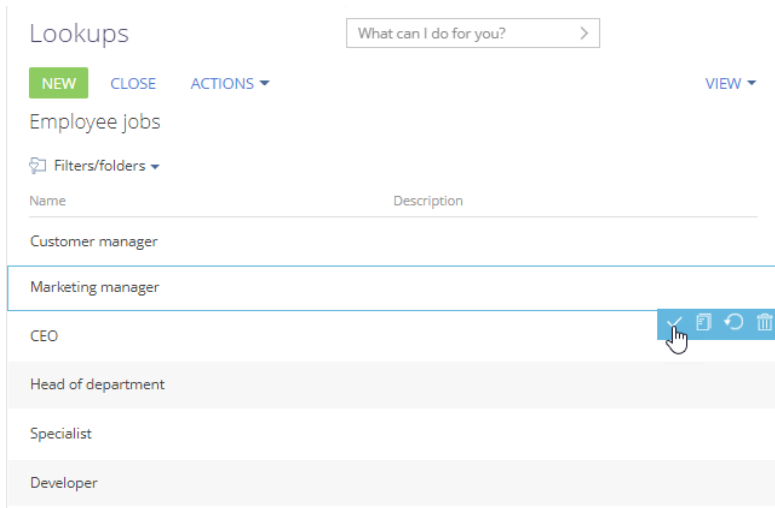 Lookups
What can I do for you?
NEW CLOSE ACTIONS VIEW
Employee jobs
Filters/folders
Name Description
Customer manager
Marketing manager
CEO
Head of department
Specialist
Developer